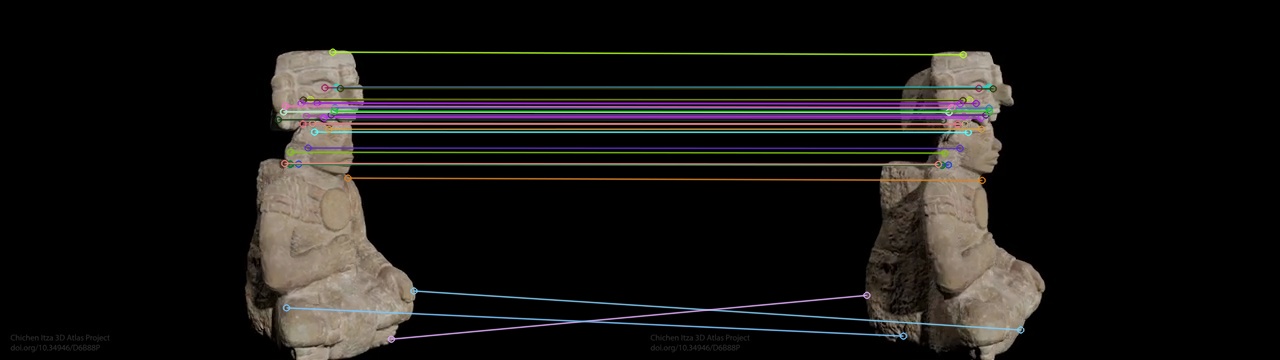 Chichen Itza 3D Atlas Project
doi.org/10.34946/D6B88P
Chichen Itza 3D Atlas Project
doi.org/10.34946/D6B88P